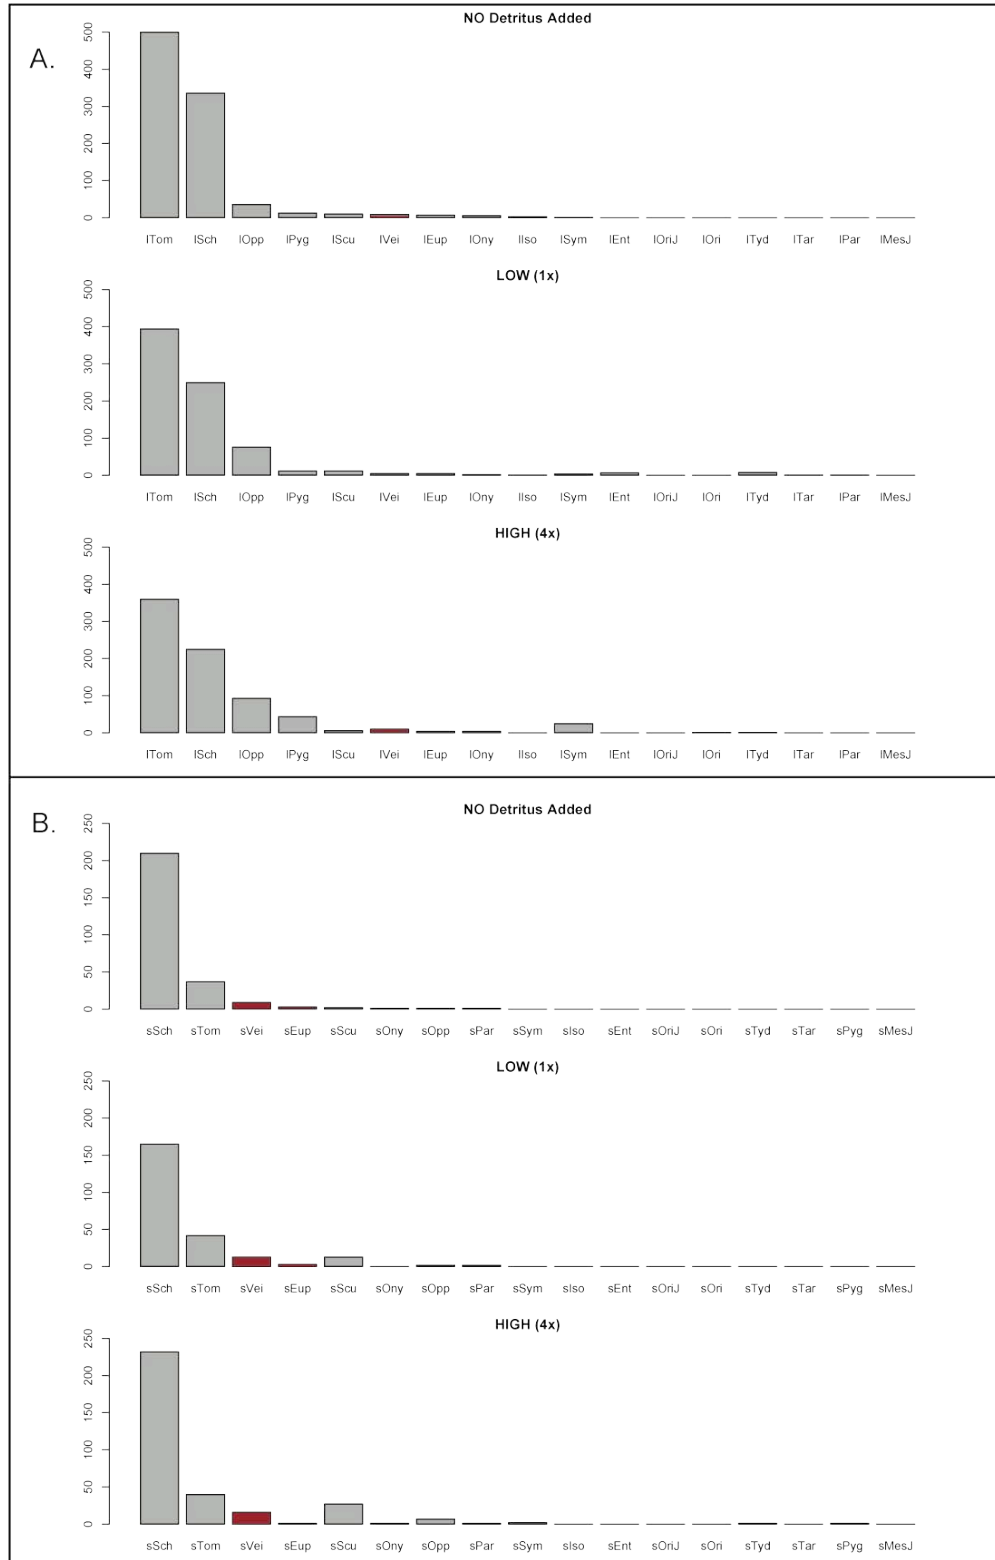 NO Detritus Added
A.
500
400
300
200
100
0
lTom lSch lOpp lPyg lScu lVei lEup lOny lIso lSym lEnt lOriJ lOri lTyd lTar lPar lMesJ
LOW (1x)
500
400
300
200
100
0
lTom lSch lOpp lPyg lScu lVei lEup lOny lIso lSym lEnt lOriJ lOri lTyd lTar lPar lMesJ
HIGH (4x)
500
400
300
200
100
0
lTom lSch lOpp lPyg lScu lVei lEup lOny lIso lSym lEnt lOriJ lOri lTyd lTar lPar lMesJ
NO Detritus Added
B.
250
200
150
100
50
0
sSch sTom sVei sEup sScu sOny sOpp sPar sSym sIso sEnt sOriJ sOri sTyd sTar sPyg sMesJ
LOW (1x)
250
200
150
100
50
0
sSch sTom sVei sEup sScu sOny sOpp sPar sSym sIso sEnt sOriJ sOri sTyd sTar sPyg sMesJ
HIGH (4x)
250
200
150
100
50
0
sSch sTom sVei sEup sScu sOny sOpp sPar sSym sIso sEnt sOriJ sOri sTyd sTar sPyg sMesJ